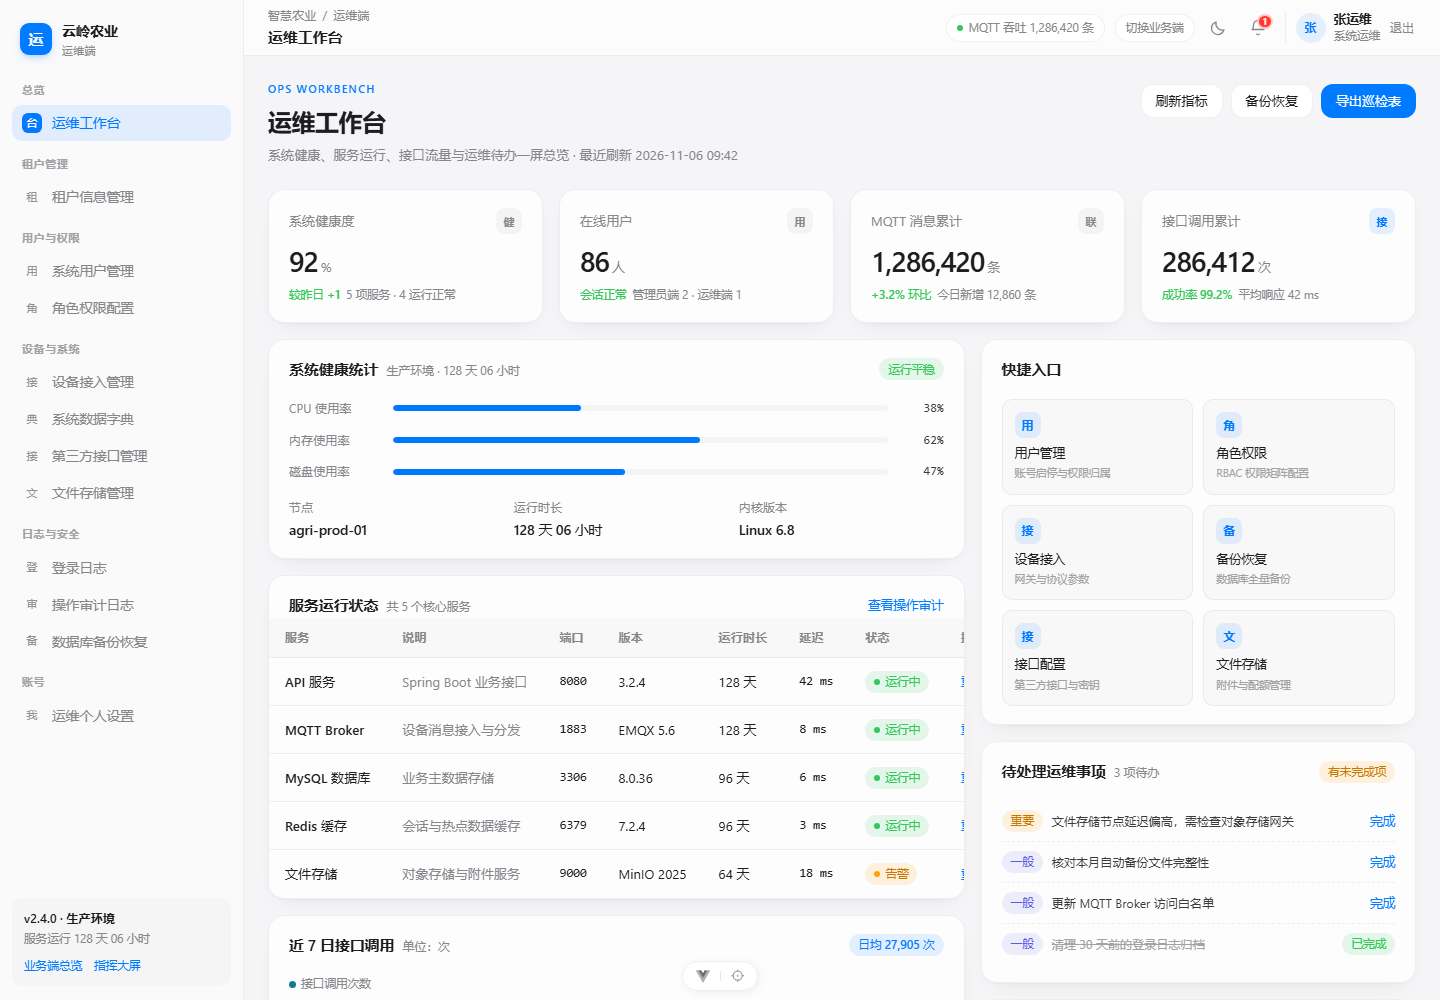 运
云岭农业
运维端
总览
台 运维工作台
租户管理
租 租户信息管理
用户与权限
用 系统用户管理
角 角色权限配置
设备与系统
接 设备接入管理
典 系统数据字典
接 第三方接口管理
文 文件存储管理
日志与安全
登 登录日志
审 操作审计日志
备 数据库备份恢复
账号
我 运维个人设置
v2.4.0 · 生产环境
服务运行 128 天 06 小时
业务端总览 指挥大屏
智慧农业 / 运维端
运维工作台
MQTT 吞吐 1,286,420 条
切换业务端
1
张
张运维
系统运维
退出
OPS WORKBENCH
运维工作台
系统健康、服务运行、接口流量与运维待办一屏总览 · 最近刷新 2026-11-06 09:42
刷新指标
备份恢复
导出巡检表
系统健康度 健
92 %
较昨日 +1 5 项服务 · 4 运行正常
在线用户 用
86 人
会话正常 管理员端 2 · 运维端 1
MQTT 消息累计 联
1,286,420 条
+3.2% 环比 今日新增 12,860 条
接口调用累计 接
286,412 次
成功率 99.2% 平均响应 42 ms
系统健康统计 生产环境 · 128 天 06 小时 运行平稳
CPU 使用率 38%
内存使用率 62%
磁盘使用率 47%
节点 运行时长 内核版本
agri-prod-01 128 天 06 小时 Linux 6.8
服务运行状态 共 5 个核心服务 查看操作审计
服务 说明 端口 版本 运行时长 延迟 状态
API 服务 Spring Boot 业务接口 8080 3.2.4 128 天 42 ms 运行中
MQTT Broker 设备消息接入与分发 1883 EMQX 5.6 128 天 8 ms 运行中
MySQL 数据库 业务主数据存储 3306 8.0.36 96 天 6 ms 运行中
Redis 缓存 会话与热点数据缓存 6379 7.2.4 96 天 3 ms 运行中
文件存储 对象存储与附件服务 9000 MinIO 2025 64 天 18 ms 告警
近 7 日接口调用 单位：次 日均 27,905 次
接口调用次数
快捷入口
用
用户管理
账号启停与权限归属
角
角色权限
RBAC 权限矩阵配置
接
设备接入
网关与协议参数
备
备份恢复
数据库全量备份
接
接口配置
第三方接口与密钥
文
文件存储
附件与配额管理
待处理运维事项 3 项待办 有未完成项
重要 文件存储节点延迟偏高，需检查对象存储网关 完成
一般 核对本月自动备份文件完整性 完成
一般 更新 MQTT Broker 访问白名单 完成
一般 清理 30 天前的登录日志归档 已完成